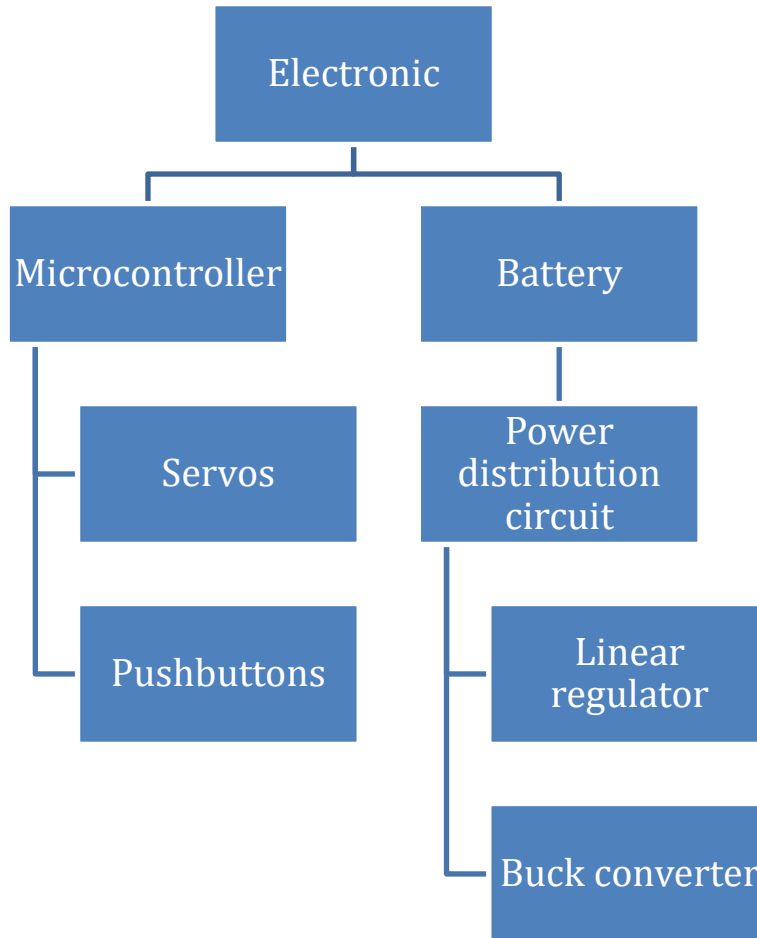 Electronic
Microcontroller
Battery
Servos
Power
distribution
circuit
Pushbuttons
Linear
regulator
Buck converter